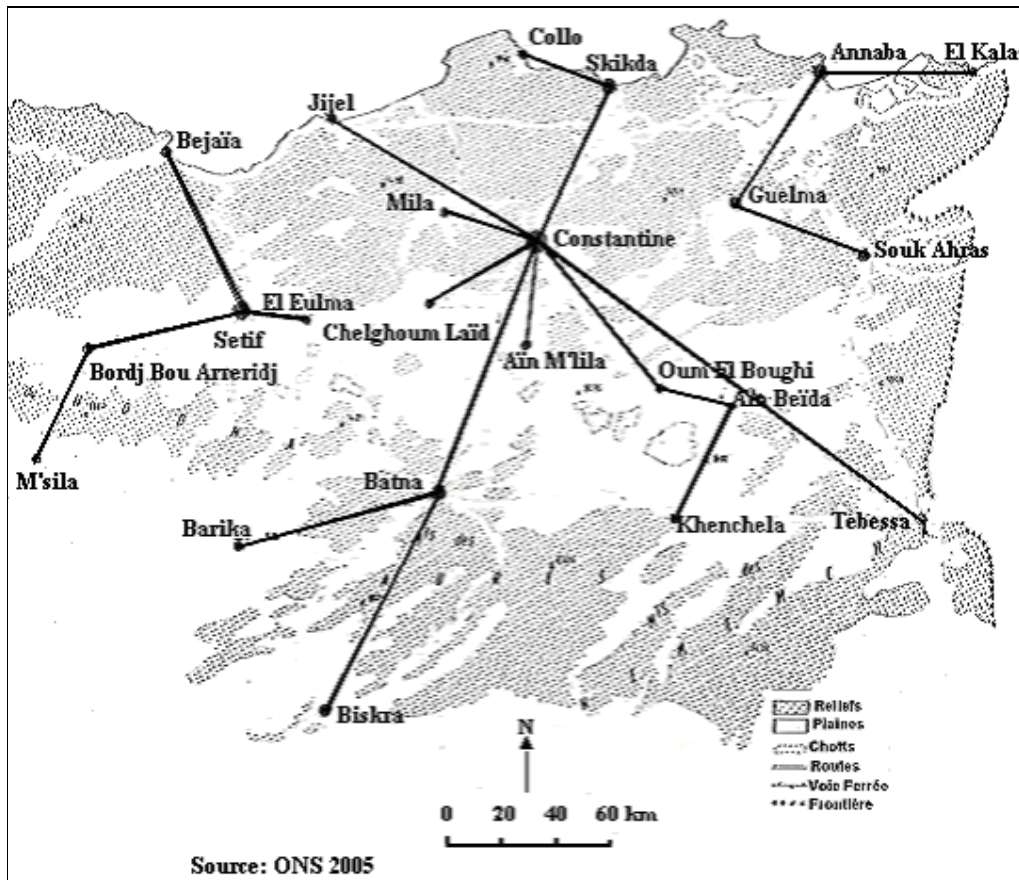 Collo
Skikda
Annaba
El Kala
Jijel
Bejaïa
Mila
Guelma
Constantine
Souk Ahras
El Eulma
Setif
Chelghoum Laïd
Aïn M'lila
Bordj Bou Arreridj
Oum El Boughi
Aïn Beïda
M'sila
Batna
Barika
Khenchela
Tebessa
Biskra
N
Reliefs
Plaines
Chotts
Routes
Voie Ferrée
Frontière
0 20 40 60 km
Source: ONS 2005